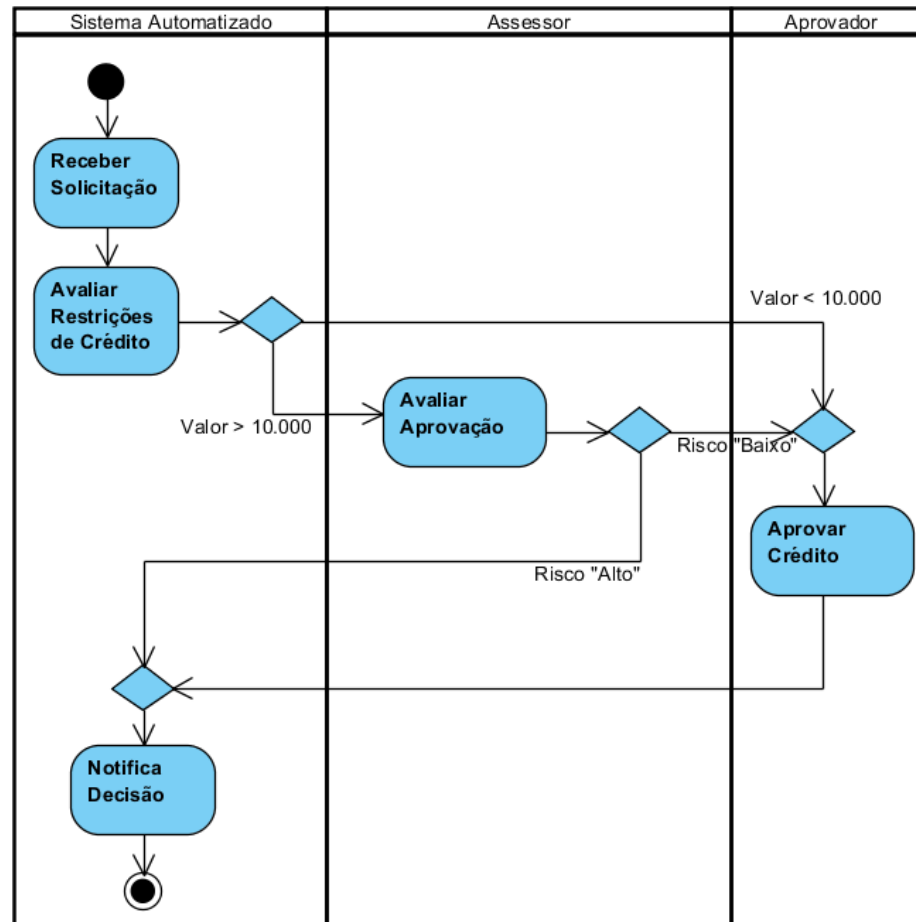 Sistema Automatizado
Assessor
Aprovador
Receber
Solicitação
Avaliar
Restrições
de Crédito
Valor < 10.000
Valor > 10.000
Avaliar
Aprovação
Risco "Baixo"
Aprovar
Crédito
Risco "Alto"
Notifica
Decisão